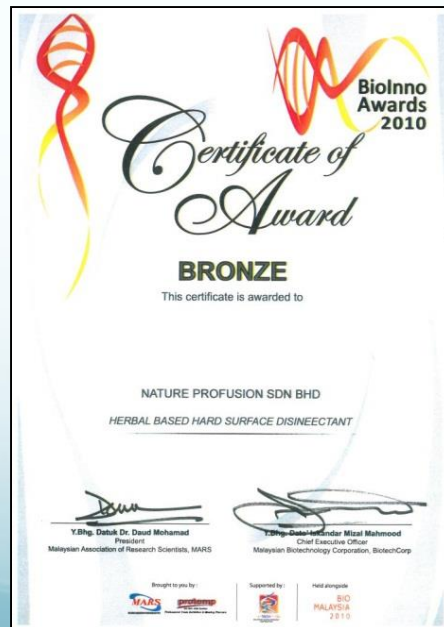 BioInno
Awards
2010
Certificate of
Award
BRONZE
This certificate is awarded to
NATURE PROFUSION SDN BHD
HERBAL BASED HARD SURFACE DISINEECTANT
Y.Bhg. Datuk Dr. Daud Mohamad
President
Malaysian Association of Research Scientists, MARS
Y.Bhg. Dato' Iskandar Mizal Mahmood
Chief Executive Officer
Malaysian Biotechnology Corporation, BiotechCorp
Brought to you by :
MARS
protemp
Supported by :
Held alongside
BIO
MALAYSIA
2010